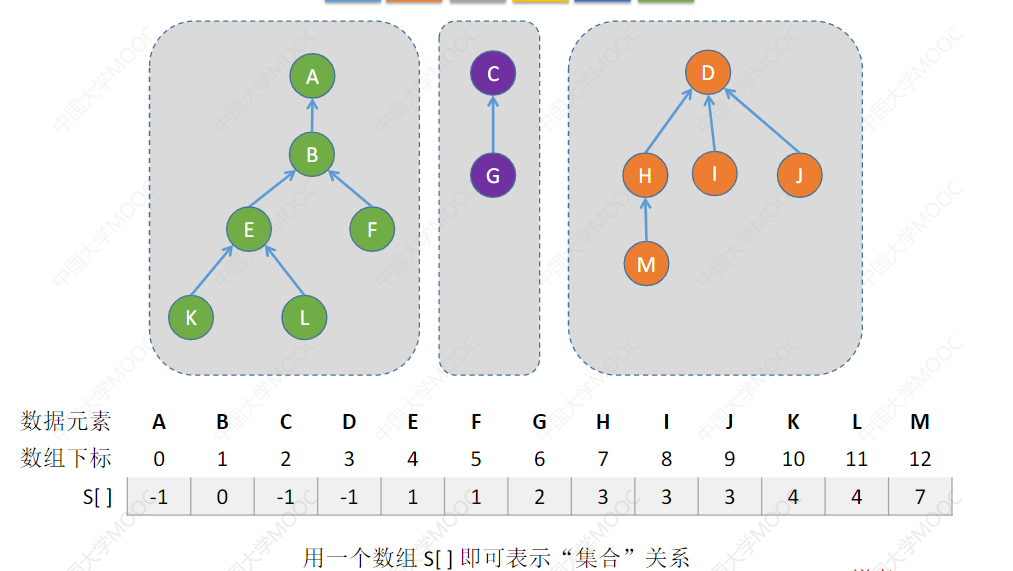 A
C
D
B
G
H
I
J
E
F
M
K
L
数据元素 A B C D E F G H I J K L M
数组下标 0 1 2 3 4 5 6 7 8 9 10 11 12
S[ ] -1 0 -1 -1 1 1 2 3 3 3 4 4 7
用一个数组 S[ ] 即可表示“集合”关系
中国大学MOOC